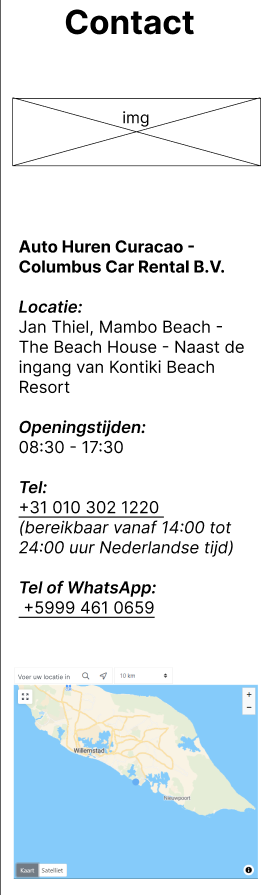 Contact
img
Auto Huren Curacao -
Columbus Car Rental B.V.
Locatie:
Jan Thiel, Mambo Beach -
The Beach House - Naast de
ingang van Kontiki Beach
Resort
Openingstijden:
08:30 - 17:30
Tel:
+31 010 302 1220
(bereikbaar vanaf 14:00 tot
24:00 uur Nederlandse tijd)
Tel of WhatsApp:
+5999 461 0659
Voer uw locatie in
10 km
+
−
Willemstad
Nieuwpoort
Kaart Satelliet